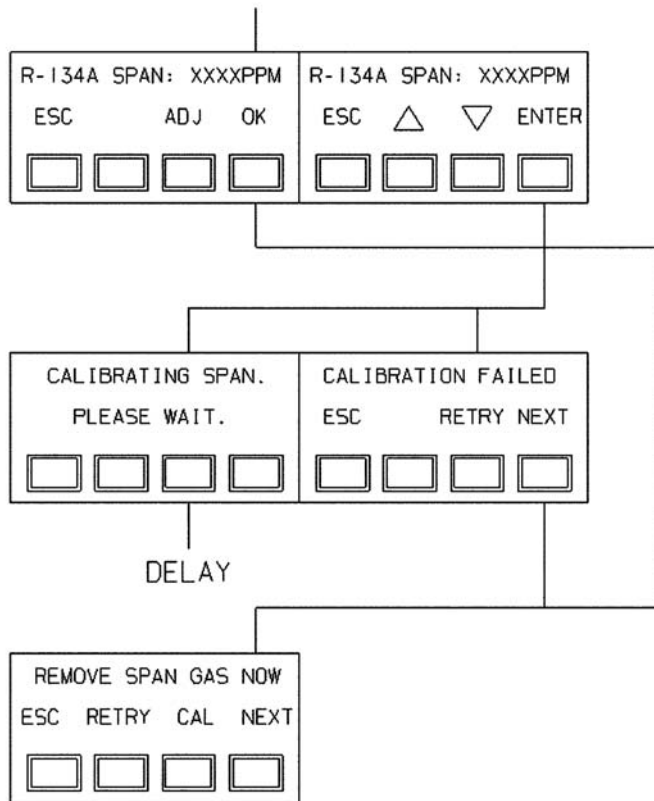 R-134A SPAN: XXXXPPM
ESC ADJ OK
R-134A SPAN: XXXXPPM
ESC △ ▽ ENTER
CALIBRATING SPAN.
PLEASE WAIT.
CALIBRATION FAILED
ESC RETRY NEXT
DELAY
REMOVE SPAN GAS NOW
ESC RETRY CAL NEXT